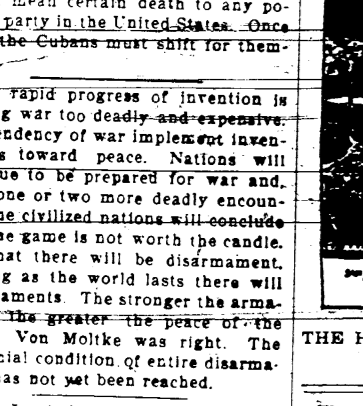 mean certain death to any po-
party in the United States. Once
the Cubans must shift for them-
rapid progress of invention is
g war too deadly and expensive.
endency of war implement inven-
s toward peace. Nations will
ue to be prepared for war and,
one or two more deadly encoun-
ne civilized nations will conclude
e game is not worth the candle.
hat there will be disarmament,
g as the world lasts there will
aments. The stronger the arma-
the greater the peace of the
Von Moltke was right. The
cial condition of entire disarma-
as not yet been reached.
THE H